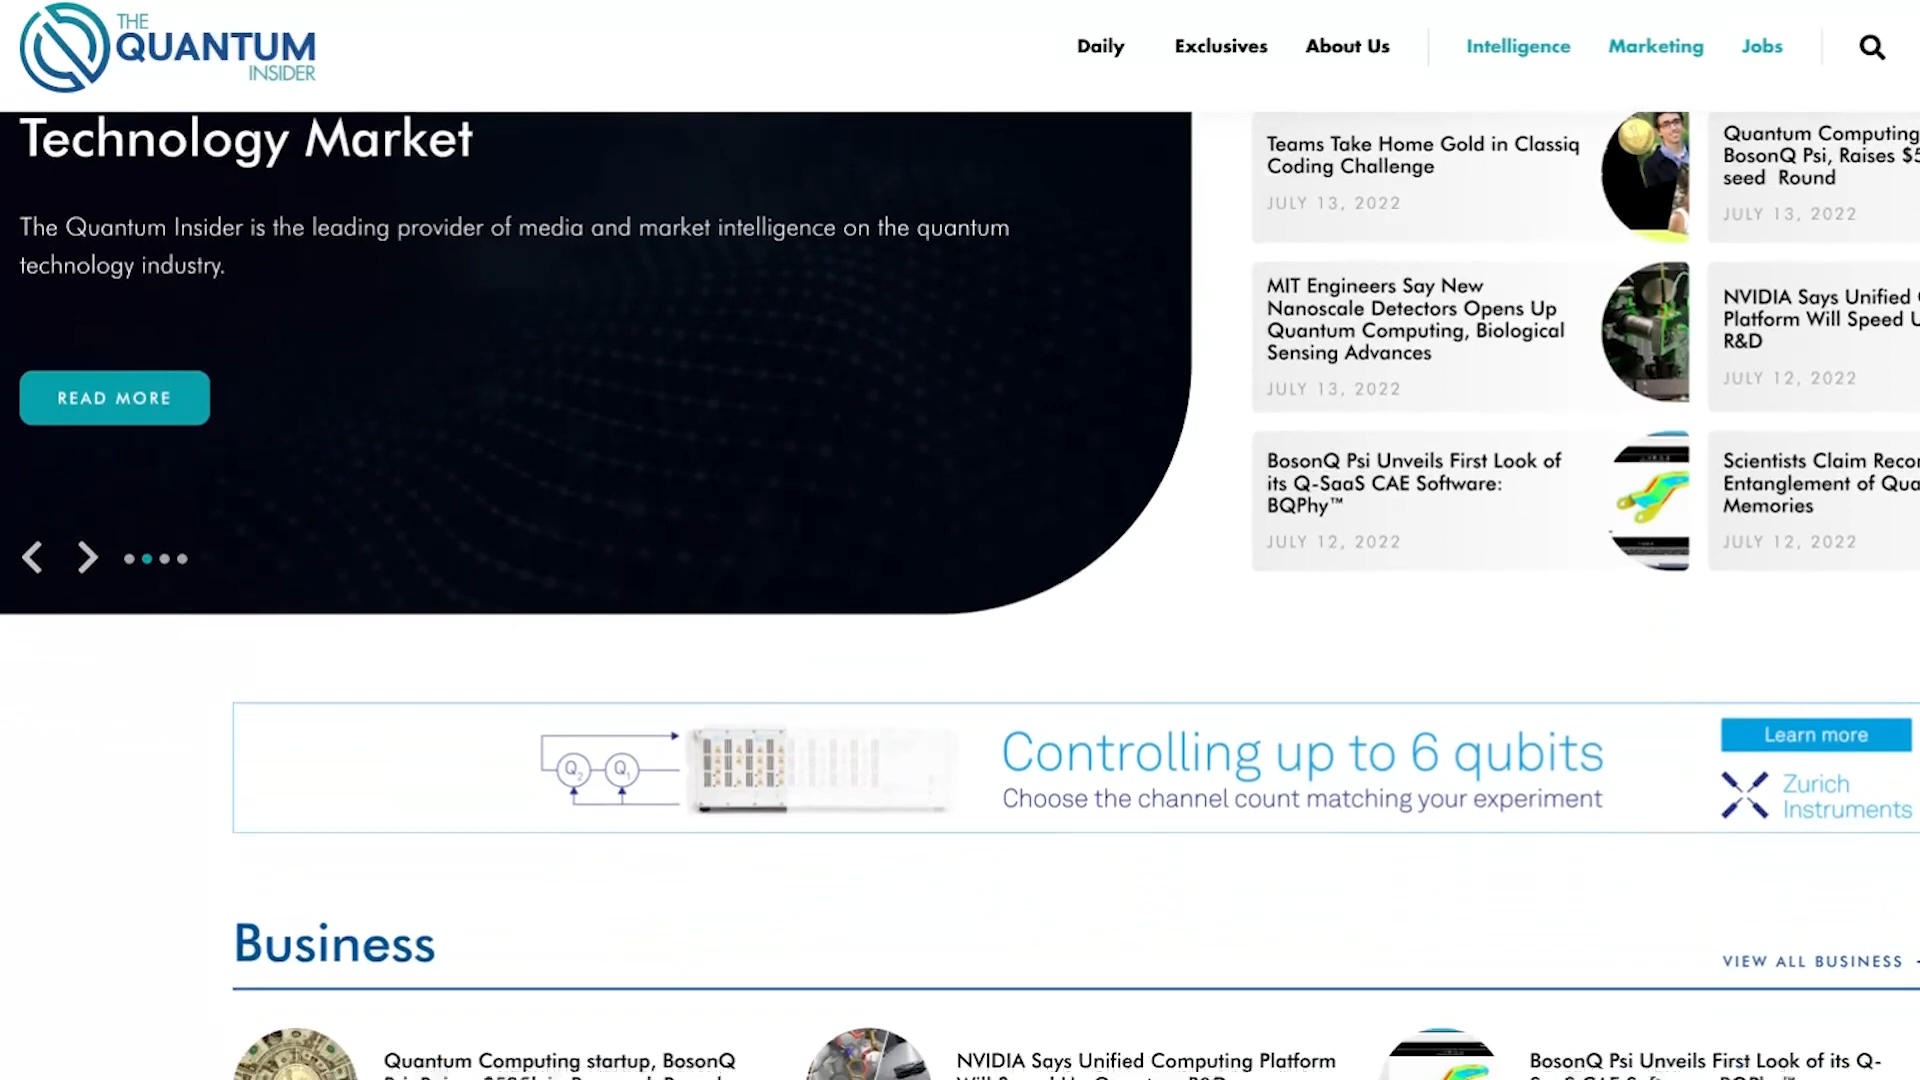 THE
QUANTUM
INSIDER
Daily
Exclusives
About Us
Intelligence
Marketing
Jobs
Technology Market
The Quantum Insider is the leading provider of media and market intelligence on the quantum
technology industry.
READ MORE
Teams Take Home Gold in Classiq
Coding Challenge
JULY 13, 2022
Quantum Computing
BosonQ Psi, Raises
seed Round
JULY 13, 2022
MIT Engineers Say New
Nanoscale Detectors Opens Up
Quantum Computing, Biological
Sensing Advances
JULY 13, 2022
NVIDIA Says Unified
Platform Will Speed
R&D
JULY 12, 2022
BosonQ Psi Unveils First Look of
its Q-SaaS CAE Software:
BQPhy™
JULY 12, 2022
Scientists Claim
Entanglement of
Memories
JULY 12, 2022
Q2 Q1
Controlling up to 6 qubits
Choose the channel count matching your experiment
Learn more
Zurich
Instruments
Business
VIEW ALL BUSINESS
Quantum Computing startup, BosonQ
NVIDIA Says Unified Computing Platform
BosonQ Psi Unveils First Look of its Q-